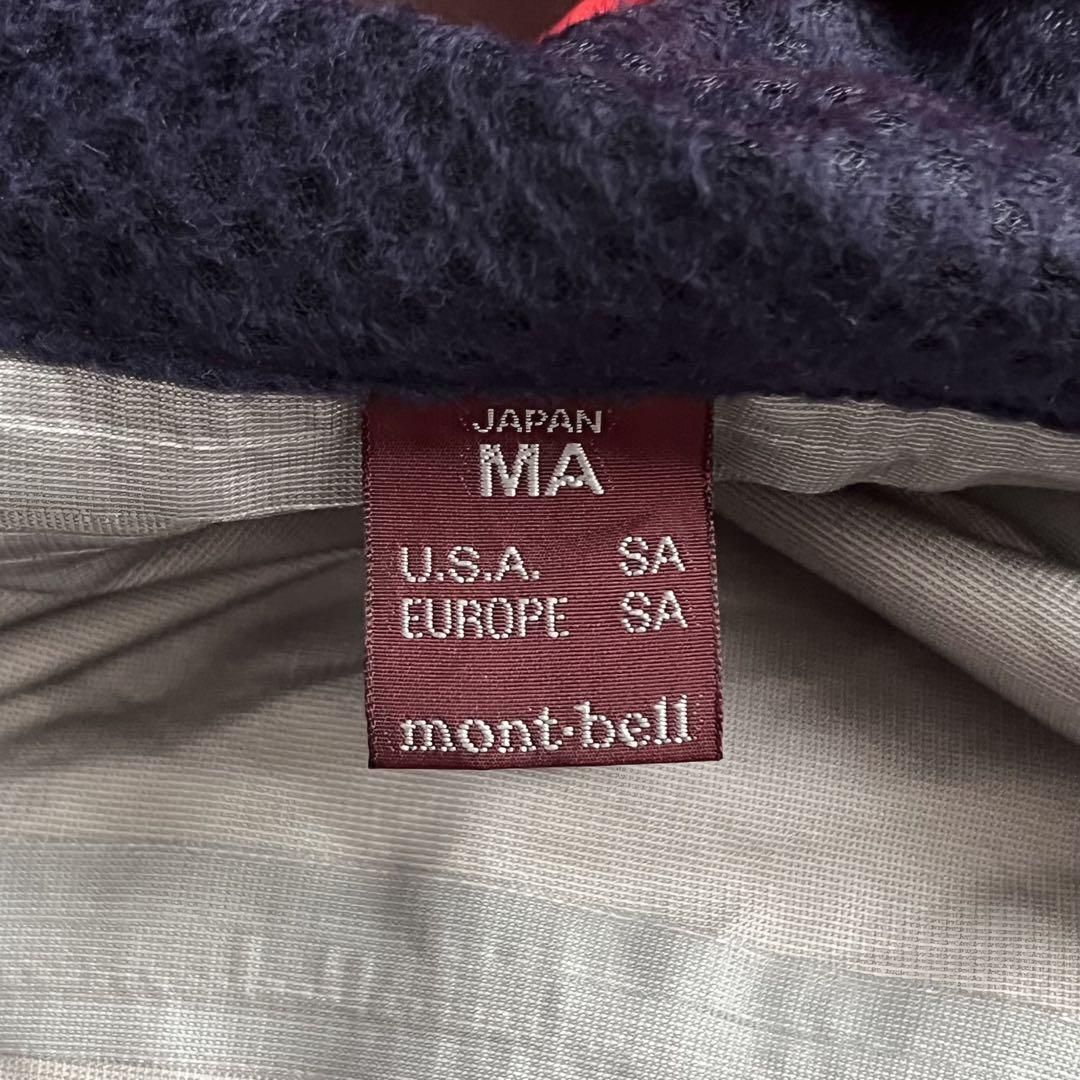 JAPAN
MA
U.S.A. SA
EUROPE SA
mont-bell